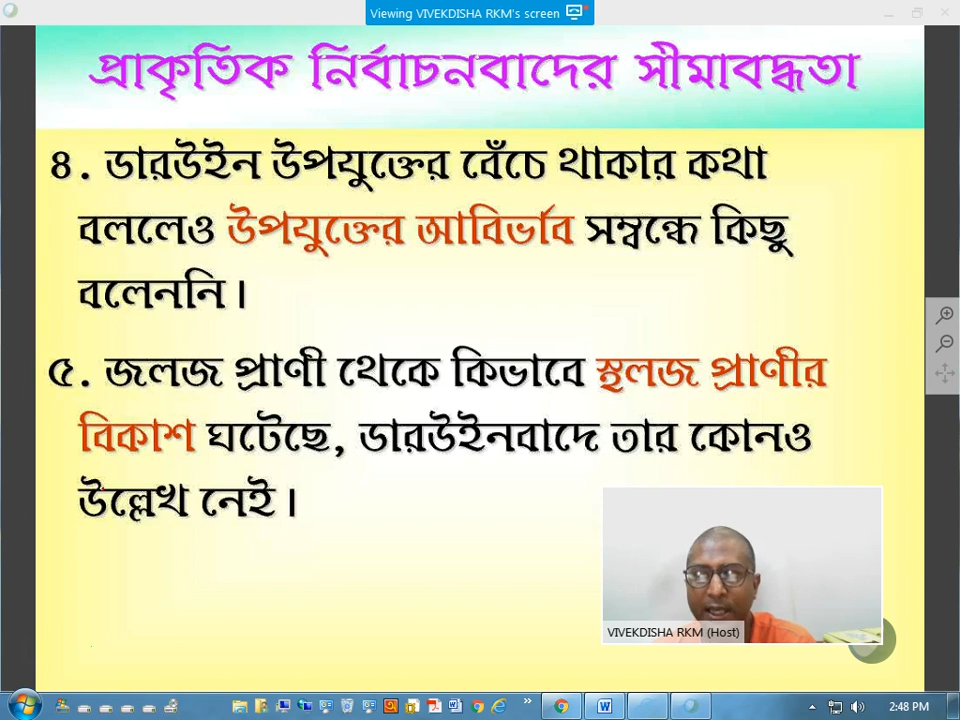 Viewing VIVEKDISHA RKM's screen
প্রাকৃতিক নির্বাচনবাদের সীমাবদ্ধতা
৪. ডারউইন উপযুক্তের বেঁচে থাকার কথা
বললেও উপযুক্তের আবির্ভাব সম্বন্ধে কিছু
বলেননি।
৫. জলজ প্রাণী থেকে কিভাবে স্থলজ প্রাণীর
বিকাশ ঘটেছে, ডারউইনবাদে তার কোনও
উল্লেখ নেই।
VIVEKDISHA RKM (Host)
2:48 PM